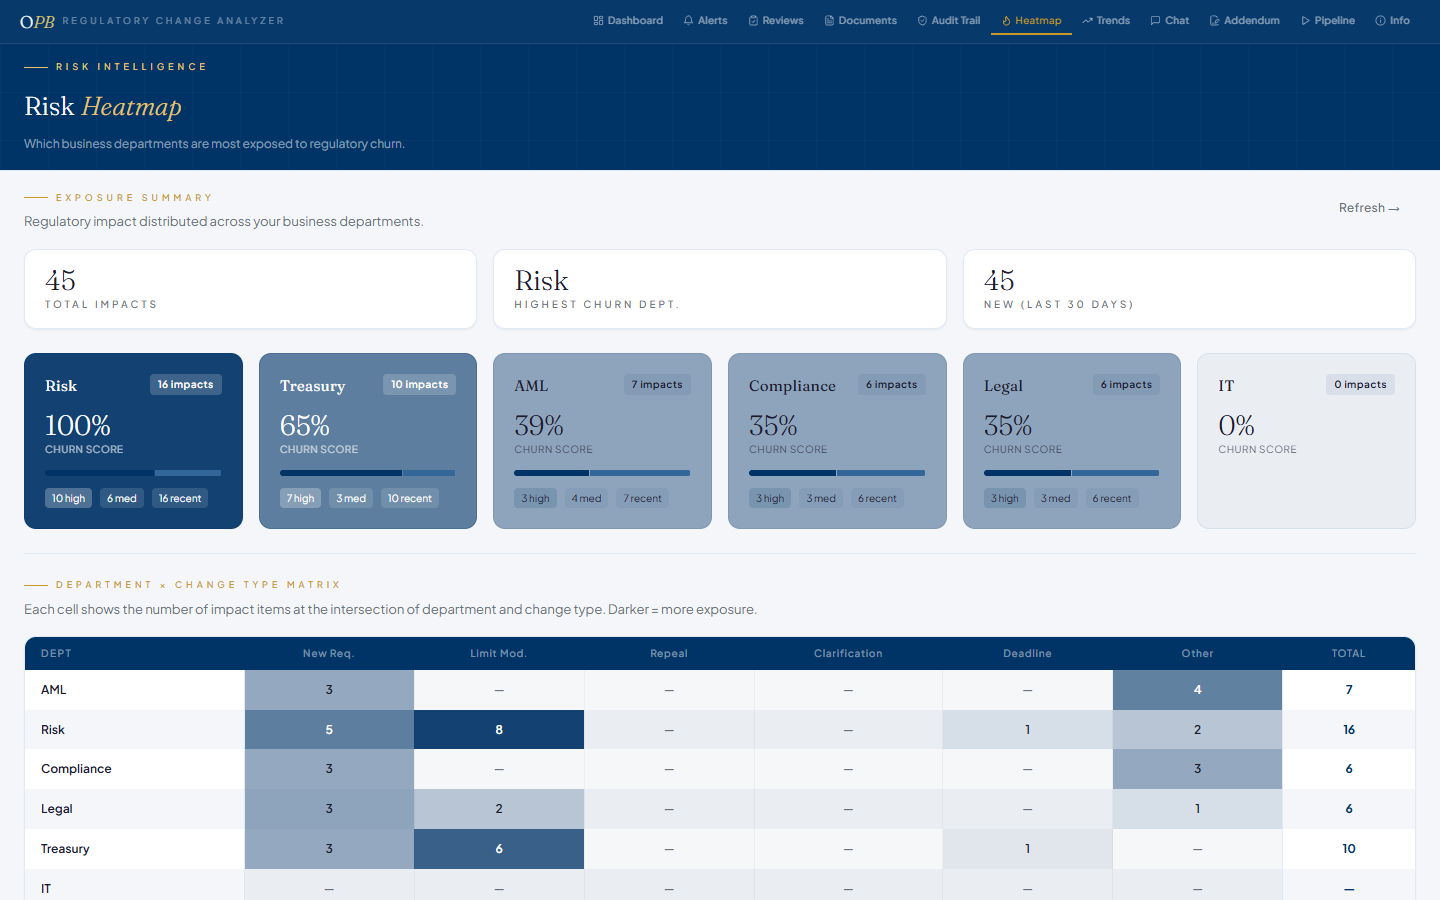 OPB REGULATORY CHANGE ANALYZER Dashboard Alerts Reviews Documents Audit Trail Heatmap Trends Chat Addendum Pipeline Info
RISK INTELLIGENCE
Risk Heatmap
Which business departments are most exposed to regulatory churn.
EXPOSURE SUMMARY
Regulatory impact distributed across your business departments.
Refresh →
45
TOTAL IMPACTS
Risk
HIGHEST CHURN DEPT.
45
NEW (LAST 30 DAYS)
Risk 16 impacts
100%
CHURN SCORE
10 high 6 med 16 recent
Treasury 10 impacts
65%
CHURN SCORE
7 high 3 med 10 recent
AML 7 impacts
39%
CHURN SCORE
3 high 4 med 7 recent
Compliance 6 impacts
35%
CHURN SCORE
3 high 3 med 6 recent
Legal 6 impacts
35%
CHURN SCORE
3 high 3 med 6 recent
IT 0 impacts
0%
CHURN SCORE
DEPARTMENT × CHANGE TYPE MATRIX
Each cell shows the number of impact items at the intersection of department and change type. Darker = more exposure.
DEPT New Req. Limit Mod. Repeal Clarification Deadline Other TOTAL
AML 3 — — — — 4 7
Risk 5 8 — — 1 2 16
Compliance 3 — — — — 3 6
Legal 3 2 — — — 1 6
Treasury 3 6 — — 1 — 10
IT — — — — — — —